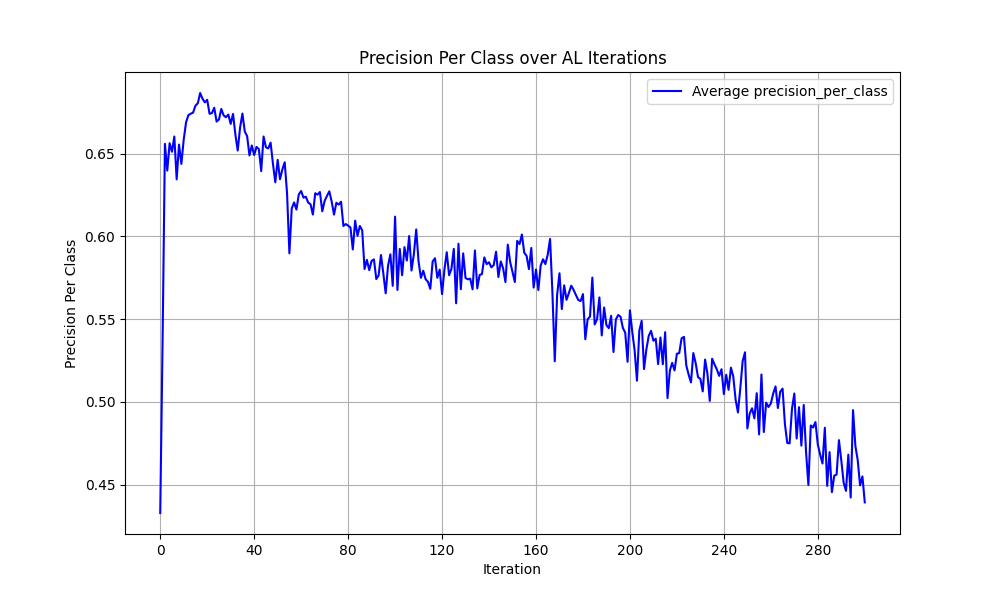 Precision Per Class over AL Iterations
Average precision_per_class
Precision Per Class
0.65
0.60
0.55
0.50
0.45
0 40 80 120 160 200 240 280
Iteration